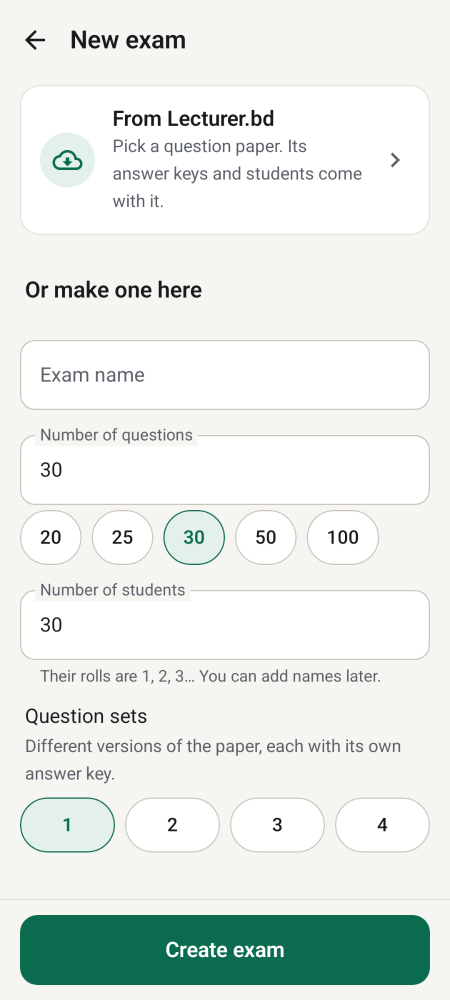 New exam
From Lecturer.bd
Pick a question paper. Its
answer keys and students come
with it.
Or make one here
Exam name
Number of questions
30
20 25 30 50 100
Number of students
30
Their rolls are 1, 2, 3... You can add names later.
Question sets
Different versions of the paper, each with its own
answer key.
1 2 3 4
Create exam